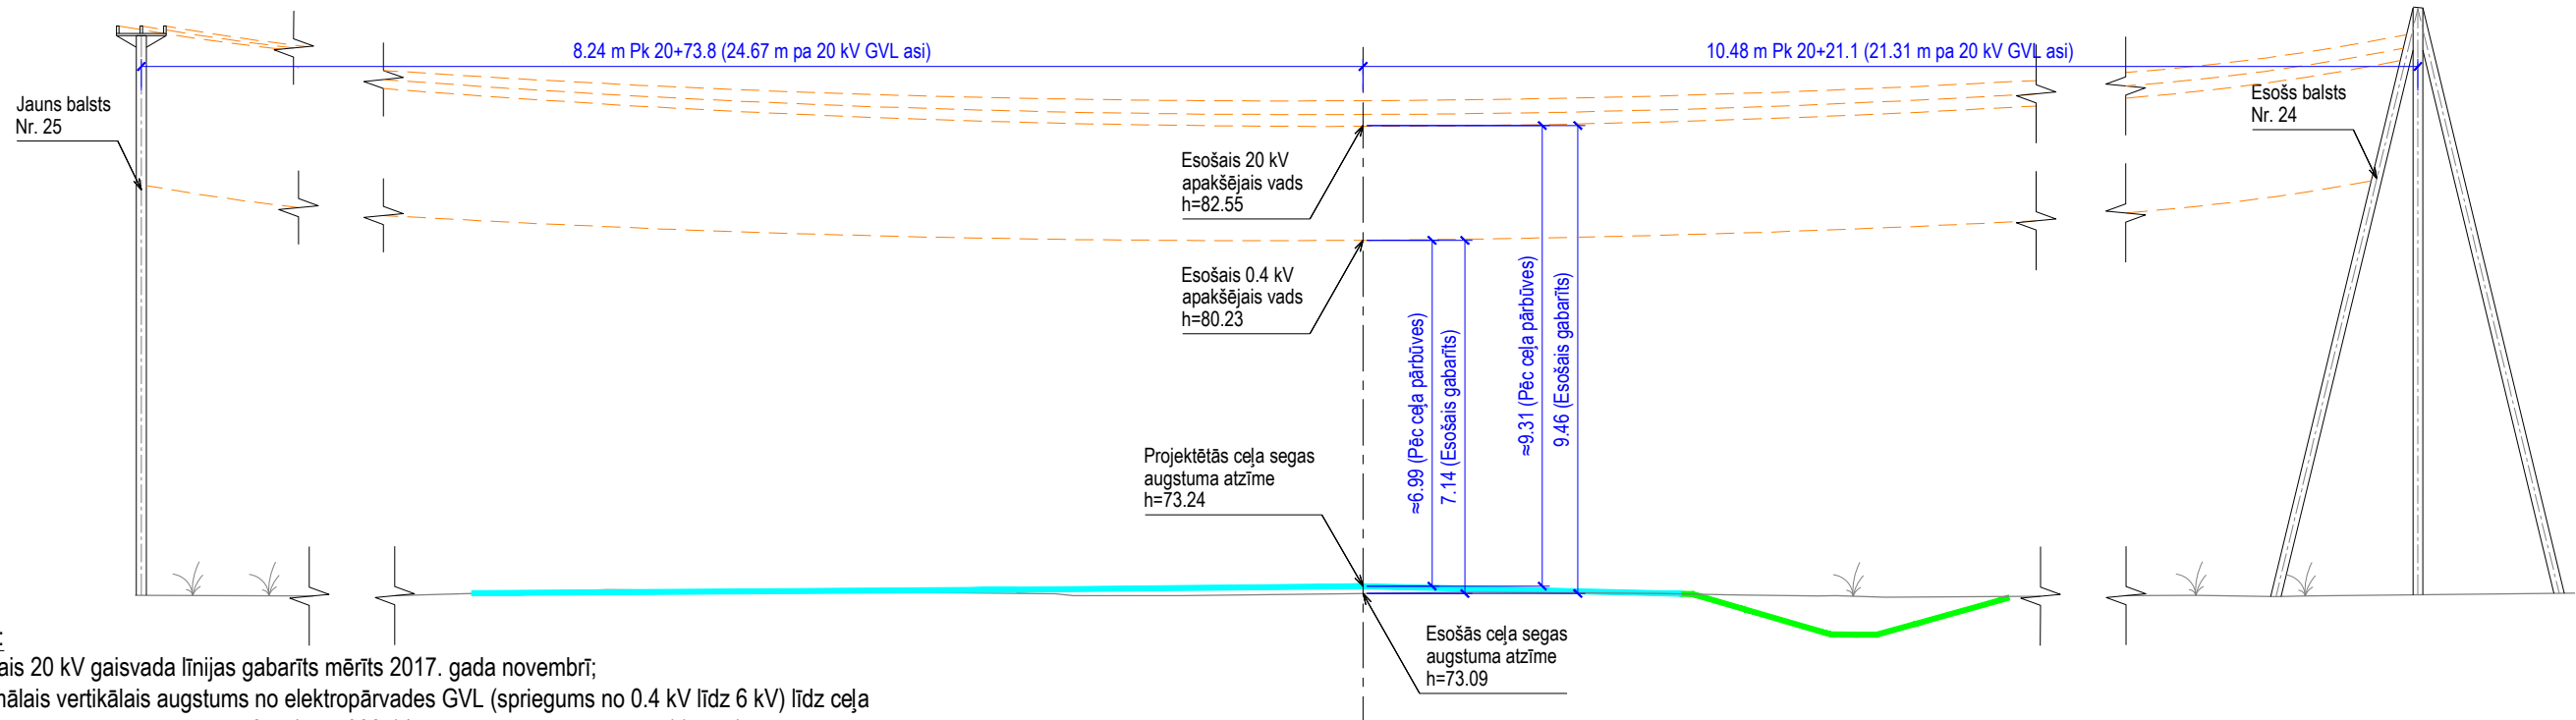 8.24 m Pk 20+73.8 (24.67 m pa 20 kV GVL asi)
10.48 m Pk 20+21.1 (21.31 m pa 20 kV GVL asi)
Jauns balsts
Nr. 25
Esošs balsts
Nr. 24
Esošais 20 kV
apakšējais vads
h=82.55
Esošais 0.4 kV
apakšējais vads
h=80.23
≈6.99 (Pēc ceļa pārbūves)
7.14 (Esošais gabarīts)
≈9.31 (Pēc ceļa pārbūves)
9.46 (Esošais gabarīts)
Projektētās ceļa segas
augstuma atzīme
h=73.24
Esošās ceļa segas
augstuma atzīme
h=73.09
:
ais 20 kV gaisvada līnijas gabarīts mērīts 2017. gada novembrī;
nālais vertikālais augstums no elektropārvades GVL (spriegums no 0.4 kV līdz 6 kV) līdz ceļa